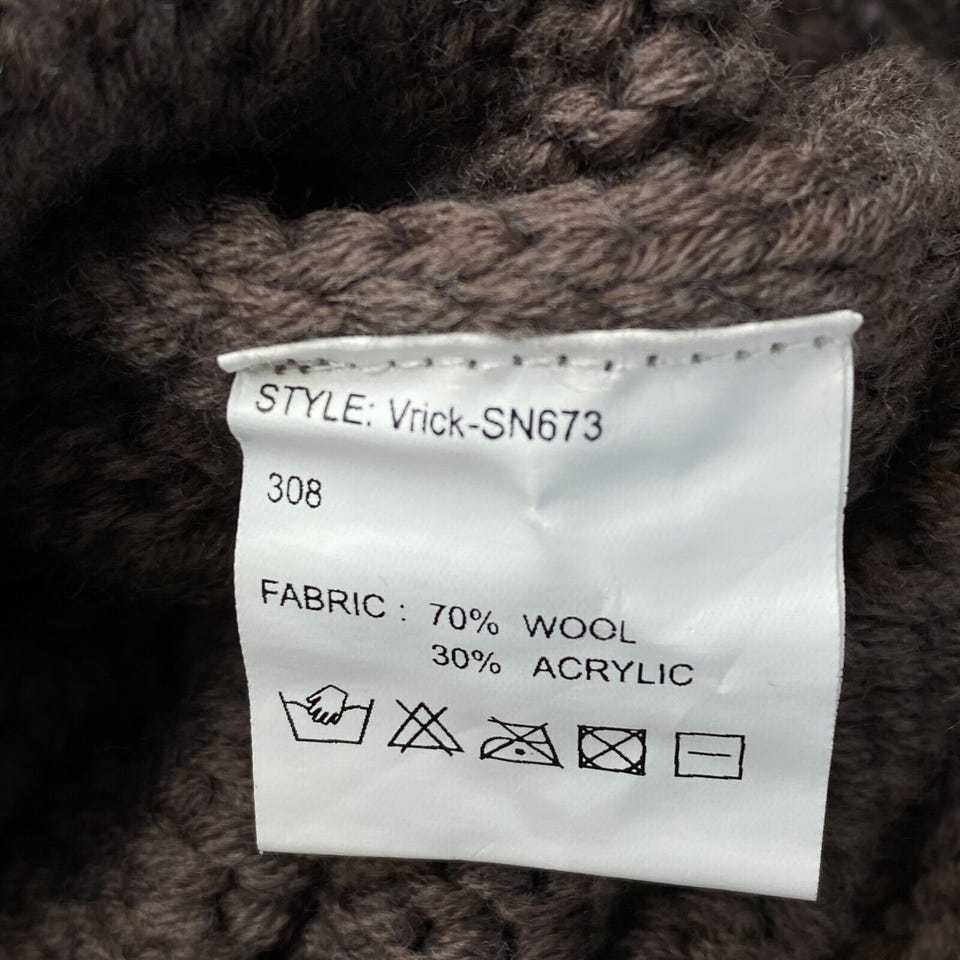 STYLE: Vrick-SN673
308
FABRIC : 70% WOOL
30% ACRYLIC